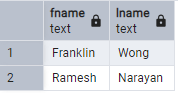 fname lname
text text
1 Franklin Wong
2 Ramesh Narayan